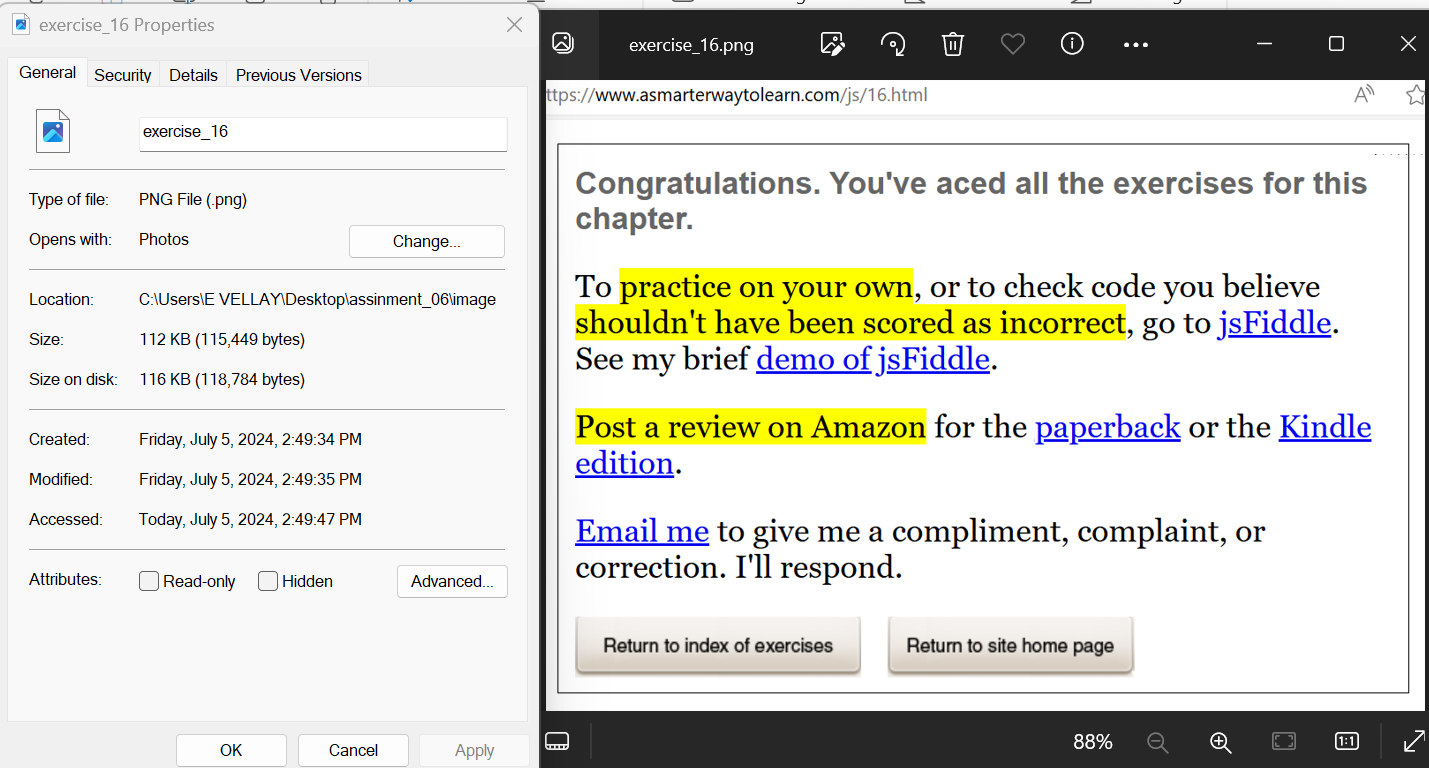 exercise_16 Properties
General
Security
Details
Previous Versions
exercise_16
Type of file: PNG File (.png)
Opens with: Photos
Change...
Location: C:\Users\E VELLAY\Desktop\assinment_06\image
Size: 112 KB (115,449 bytes)
Size on disk: 116 KB (118,784 bytes)
Created: Friday, July 5, 2024, 2:49:34 PM
Modified: Friday, July 5, 2024, 2:49:35 PM
Accessed: Today, July 5, 2024, 2:49:47 PM
Attributes:
Read-only
Hidden
Advanced...
OK
Cancel
Apply
exercise_16.png
ttps://www.asmarterwaytolearn.com/js/16.html
Congratulations. You've aced all the exercises for this
chapter.
To practice on your own, or to check code you believe
shouldn't have been scored as incorrect, go to jsFiddle.
See my brief demo of jsFiddle.
Post a review on Amazon for the paperback or the Kindle
edition.
Email me to give me a compliment, complaint, or
correction. I'll respond.
Return to index of exercises
Return to site home page
88%
1:1